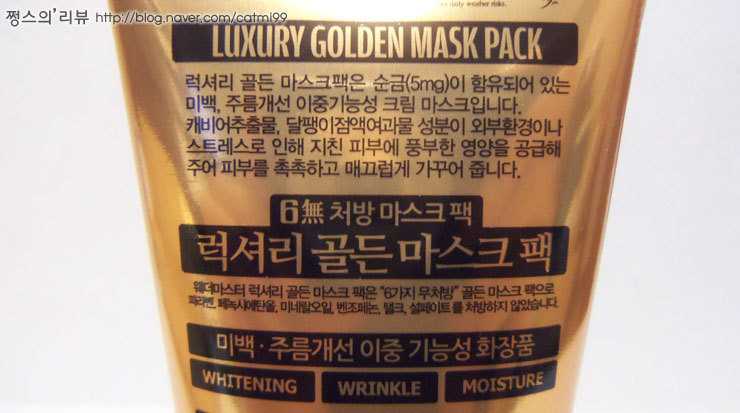 쩡스의'리뷰 http://blog.naver.com/catmi99
on daily weather risks.
LUXURY GOLDEN MASK PACK
럭셔리 골든 마스크팩은 순금(5mg)이 함유되어 있는
미백, 주름개선 이중기능성 크림 마스크입니다.
캐비어추출물, 달팽이점액여과물 성분이 외부환경이나
스트레스로 인해 지친 피부에 풍부한 영양을 공급해
주어 피부를 촉촉하고 매끄럽게 가꾸어 줍니다.
6無 처방 마스크 팩
럭셔리 골든 마스크 팩
웨더마스터 럭셔리 골든 마스크 팩은 "6가지 무처방" 골든 마스크 팩으로
파라벤, 페녹시에탄올, 미네랄오일, 벤조페논, 탤크, 설페이트를 처방하지 않았습니다.
미백·주름개선 이중 기능성 화장품
WHITENING WRINKLE MOISTURE